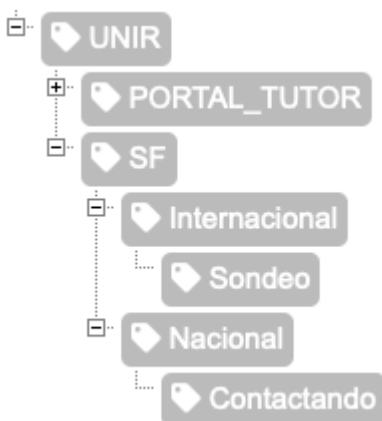 UNIR
PORTAL_TUTOR
SF
Internacional
Sondeo
Nacional
Contactando